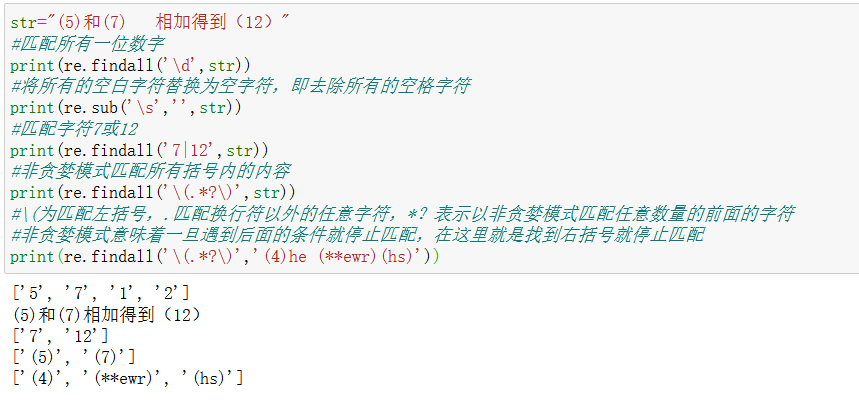 str="(5)和(7)   相加得到（12）"
#匹配所有一位数字
print(re.findall('\d',str))
#将所有的空白字符替换为空字符，即去除所有的空格字符
print(re.sub('\s','',str))
#匹配字符7或12
print(re.findall('7|12',str))
#非贪婪模式匹配所有括号内的内容
print(re.findall('\(.*?\)',str))
#\(为匹配左括号，.匹配换行符以外的任意字符，*？表示以非贪婪模式匹配任意数量的前面的字符
#非贪婪模式意味着一旦遇到后面的条件就停止匹配，在这里就是找到右括号就停止匹配
print(re.findall('\(.*?\)','(4)he (**ewr)(hs)'))
['5', '7', '1', '2']
(5)和(7)相加得到（12）
['7', '12']
['(5)', '(7)']
['(4)', '(**ewr)', '(hs)']